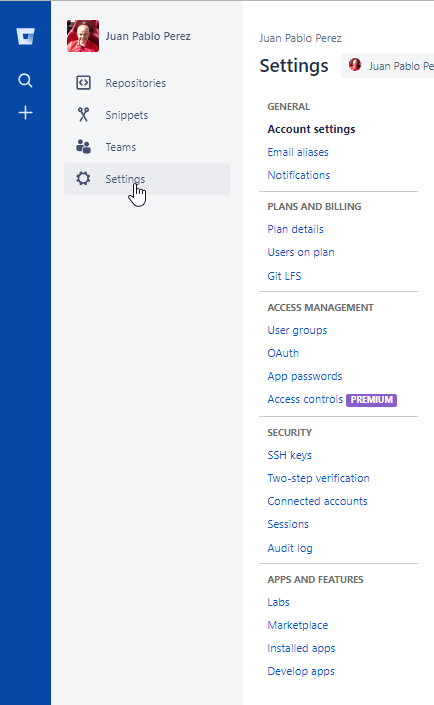 Juan Pablo Perez
Repositories
Snippets
Teams
Settings
Juan Pablo Perez
Settings
Juan Pablo Pe
GENERAL
Account settings
Email aliases
Notifications
PLANS AND BILLING
Plan details
Users on plan
Git LFS
ACCESS MANAGEMENT
User groups
OAuth
App passwords
Access controls PREMIUM
SECURITY
SSH keys
Two-step verification
Connected accounts
Sessions
Audit log
APPS AND FEATURES
Labs
Marketplace
Installed apps
Develop apps